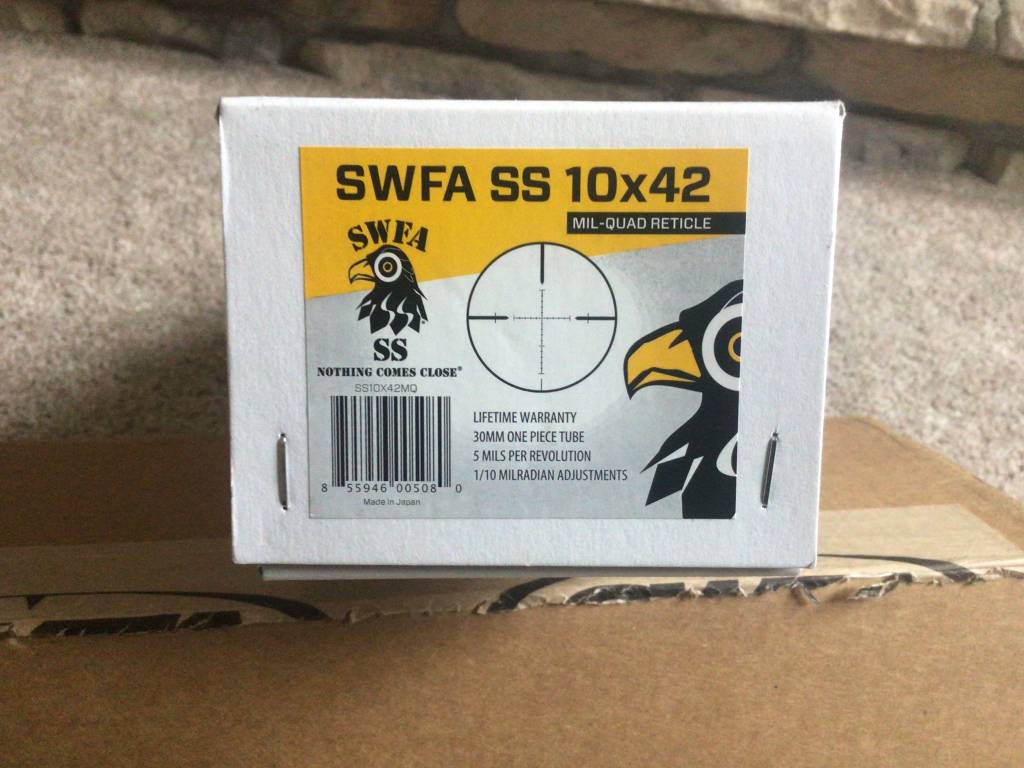 SWFA SS 10x42
MIL-QUAD RETICLE
SWFA
SS
NOTHING COMES CLOSE®
SS10X42MQ
8 55946 00508 0
Made in Japan
LIFETIME WARRANTY
30MM ONE PIECE TUBE
5 MILS PER REVOLUTION
1/10 MILRADIAN ADJUSTMENTS